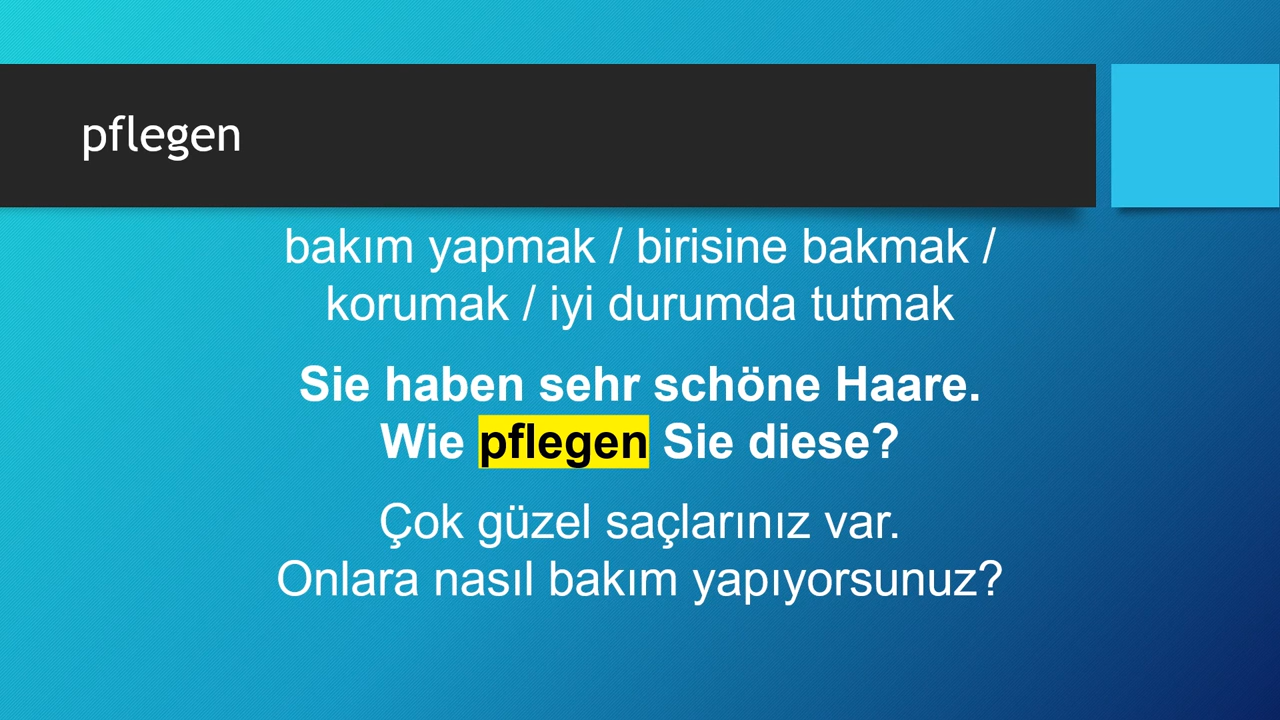 pflegen
bakım yapmak / birisine bakmak /
korumak / iyi durumda tutmak
Sie haben sehr schöne Haare.
Wie pflegen Sie diese?
Çok güzel saçlarınız var.
Onlara nasıl bakım yapıyorsunuz?